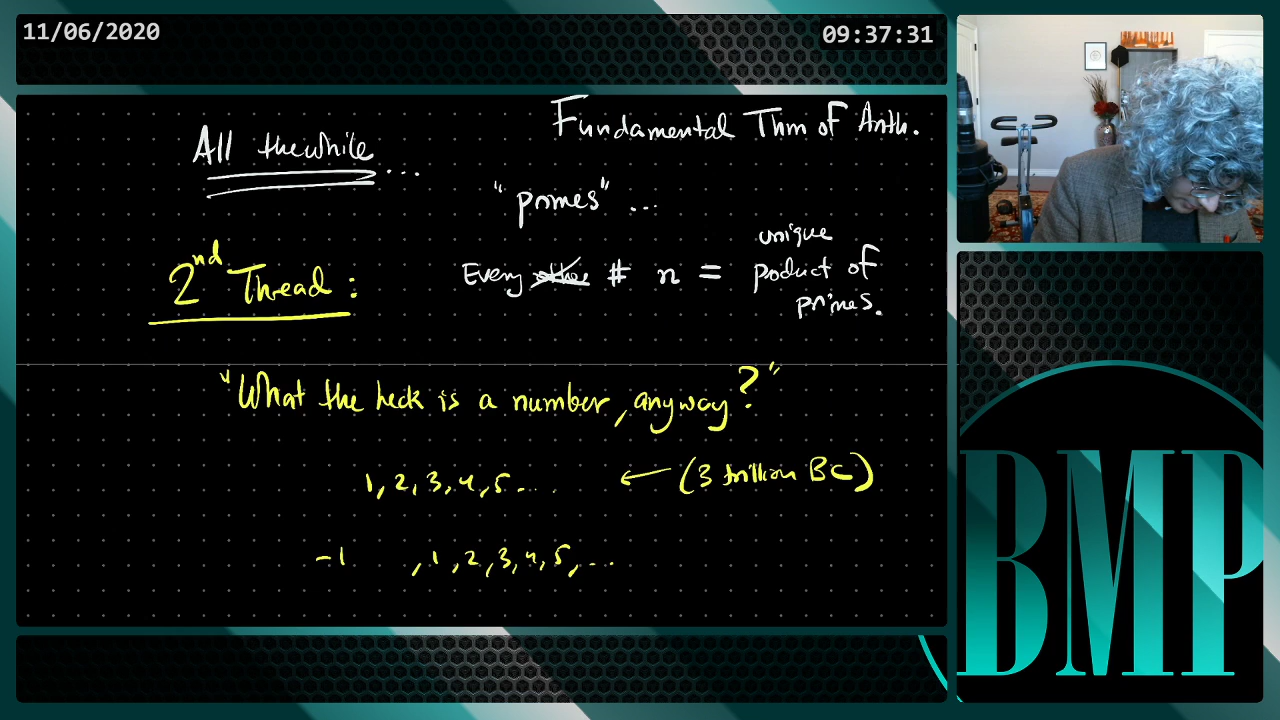 11/06/2020
09:37:31
Fundamental Thm of Arith.
All the while ...
"primes" ...
2nd Thread:
Every # n = unique product of primes.
"What the heck is a number, anyway?"
1, 2, 3, 4, 5 ... ← (3 trillion BC)
-1 , 1, 2, 3, 4, 5, ...
BMP